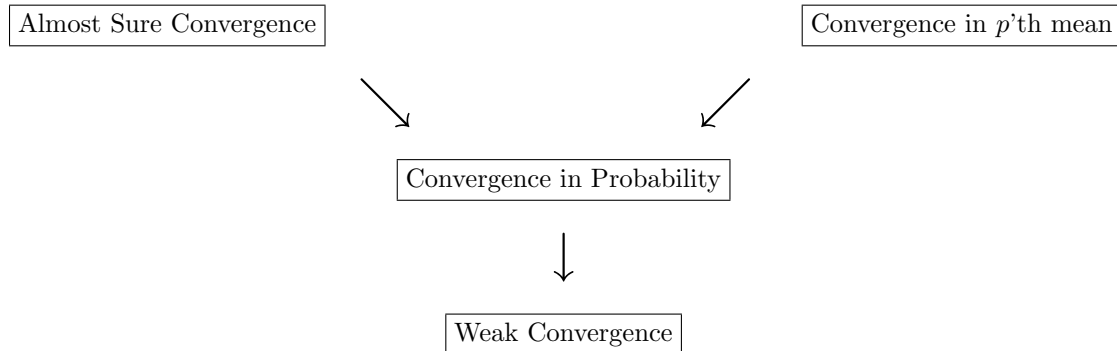 Almost Sure Convergence
Convergence in p'th mean
Convergence in Probability
Weak Convergence